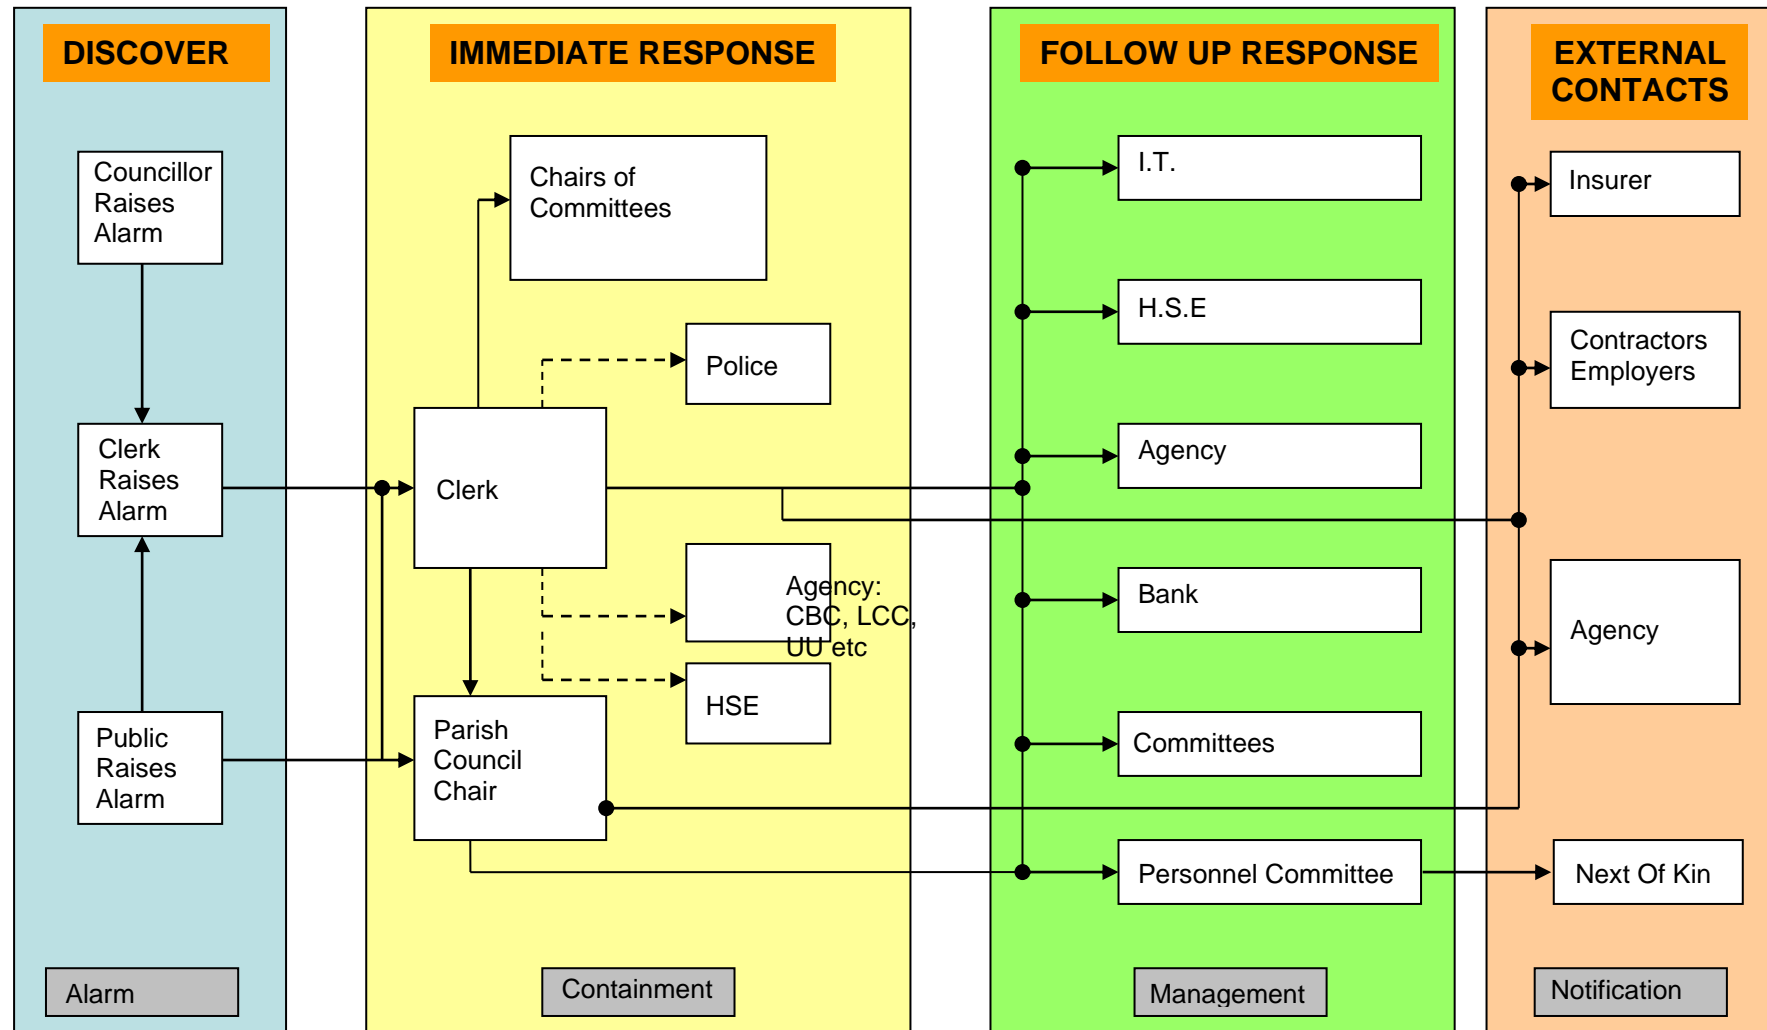 DISCOVER
Councillor
Raises
Alarm
Clerk
Raises
Alarm
Public
Raises
Alarm
Alarm
IMMEDIATE RESPONSE
Chairs of
Committees
Police
Clerk
Agency:
CBC, LCC,
UU etc
HSE
Parish
Council
Chair
Containment
FOLLOW UP RESPONSE
I.T.
H.S.E
Agency
Bank
Committees
Personnel Committee
Management
EXTERNAL
CONTACTS
Insurer
Contractors
Employers
Agency
Next Of Kin
Notification